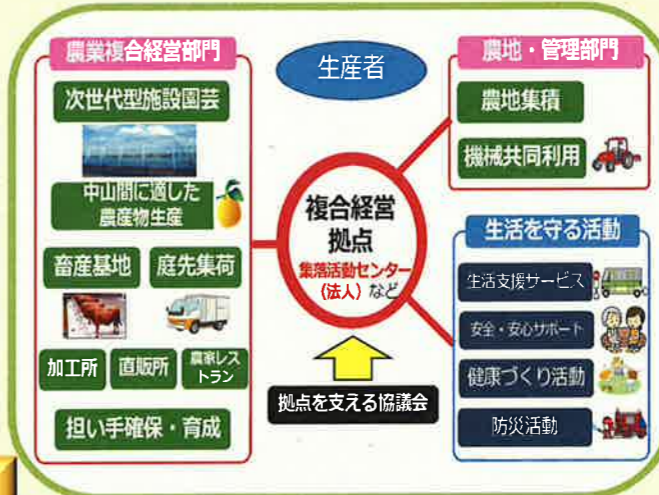 農業複合経営部門
次世代型施設園芸
中山間に適した
農産物生産
畜産基地
庭先集荷
加工所
直販所
農家レス
トラン
担い手確保・育成
生産者
複合経営
拠点
集落活動センター
（法人）など
拠点を支える協議会
農地・管理部門
農地集積
機械共同利用
生活を守る活動
生活支援サービス
安全・安心サポート
健康づくり活動
防災活動